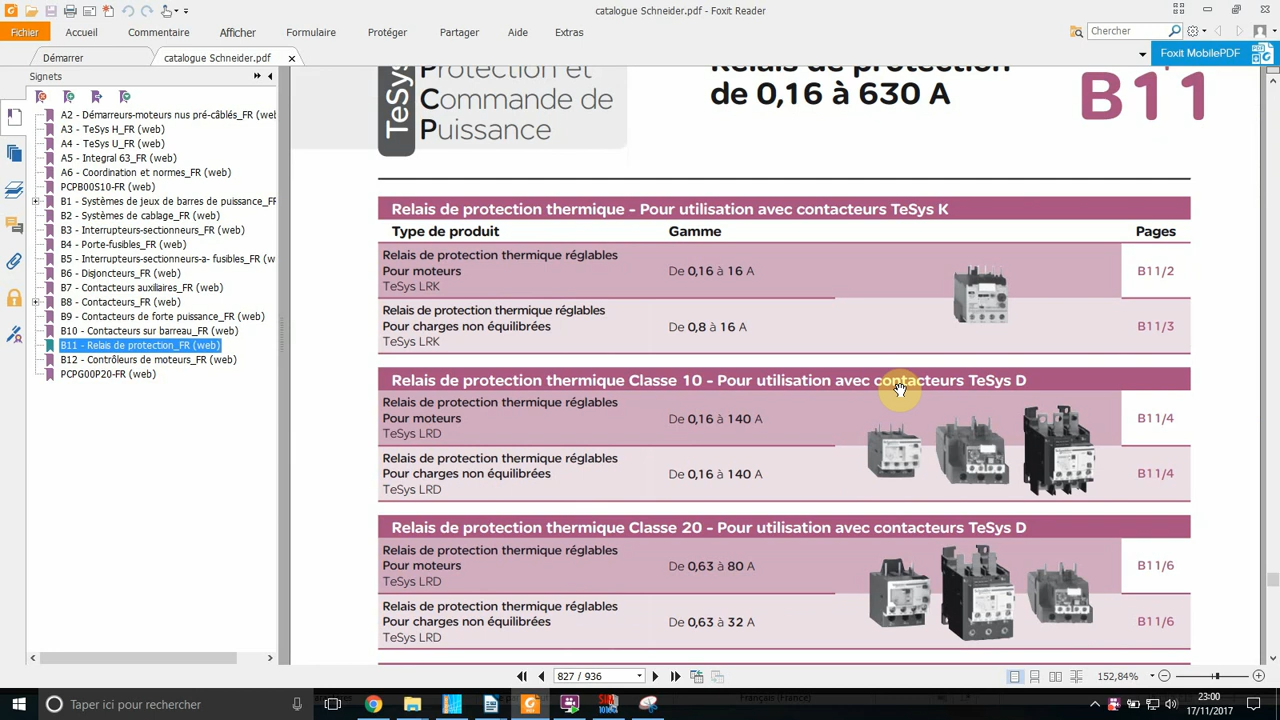 catalogue Schneider.pdf - Foxit Reader
Fichier Accueil Commentaire Afficher Formulaire Protéger Partager Aide Extras
Chercher
Démarrer
catalogue Schneider.pdf
Foxit MobilePDF
Signets
A2 - Démarreurs-moteurs nus pré-câblés_FR (web)
A3 - TeSys H_FR (web)
A4 - TeSys U_FR (web)
A5 - Integral 63_FR (web)
A6 - Coordination et normes_FR (web)
PCPB00S10-FR (web)
B1 - Systèmes de jeux de barres de puissance_FR
B2 - Systèmes de cablage_FR (web)
B3 - Interrupteurs-sectionneurs_FR (web)
B4 - Porte-fusibles_FR (web)
B5 - Interrupteurs-sectionneurs-a- fusibles_FR (w
B6 - Disjoncteurs_FR (web)
B7 - Contacteurs auxiliaires_FR (web)
B8 - Contacteurs_FR (web)
B9 - Contacteurs de forte puissance_FR (web)
B10 - Contacteurs sur barreau_FR (web)
B11 - Relais de protection_FR (web)
B12 - Contrôleurs de moteurs_FR (web)
PCPG00P20-FR (web)
TeSys
Protection et
Commande de
Puissance
Relais de protection
de 0,16 à 630 A
B11
Relais de protection thermique - Pour utilisation avec contacteurs TeSys K
Type de produit Gamme Pages
Relais de protection thermique réglables
Pour moteurs De 0,16 à 16 A B11/2
TeSys LRK
Relais de protection thermique réglables
Pour charges non équilibrées De 0,8 à 16 A B11/3
TeSys LRK
Relais de protection thermique Classe 10 - Pour utilisation avec contacteurs TeSys D
Relais de protection thermique réglables
Pour moteurs De 0,16 à 140 A B11/4
TeSys LRD
Relais de protection thermique réglables
Pour charges non équilibrées De 0,16 à 140 A B11/4
TeSys LRD
Relais de protection thermique Classe 20 - Pour utilisation avec contacteurs TeSys D
Relais de protection thermique réglables
Pour moteurs De 0,63 à 80 A B11/6
TeSys LRD
Relais de protection thermique réglables
Pour charges non équilibrées De 0,63 à 32 A B11/6
TeSys LRD
827 / 936
152,84%
Taper ici pour rechercher
Français (France)
23:00
17/11/2017